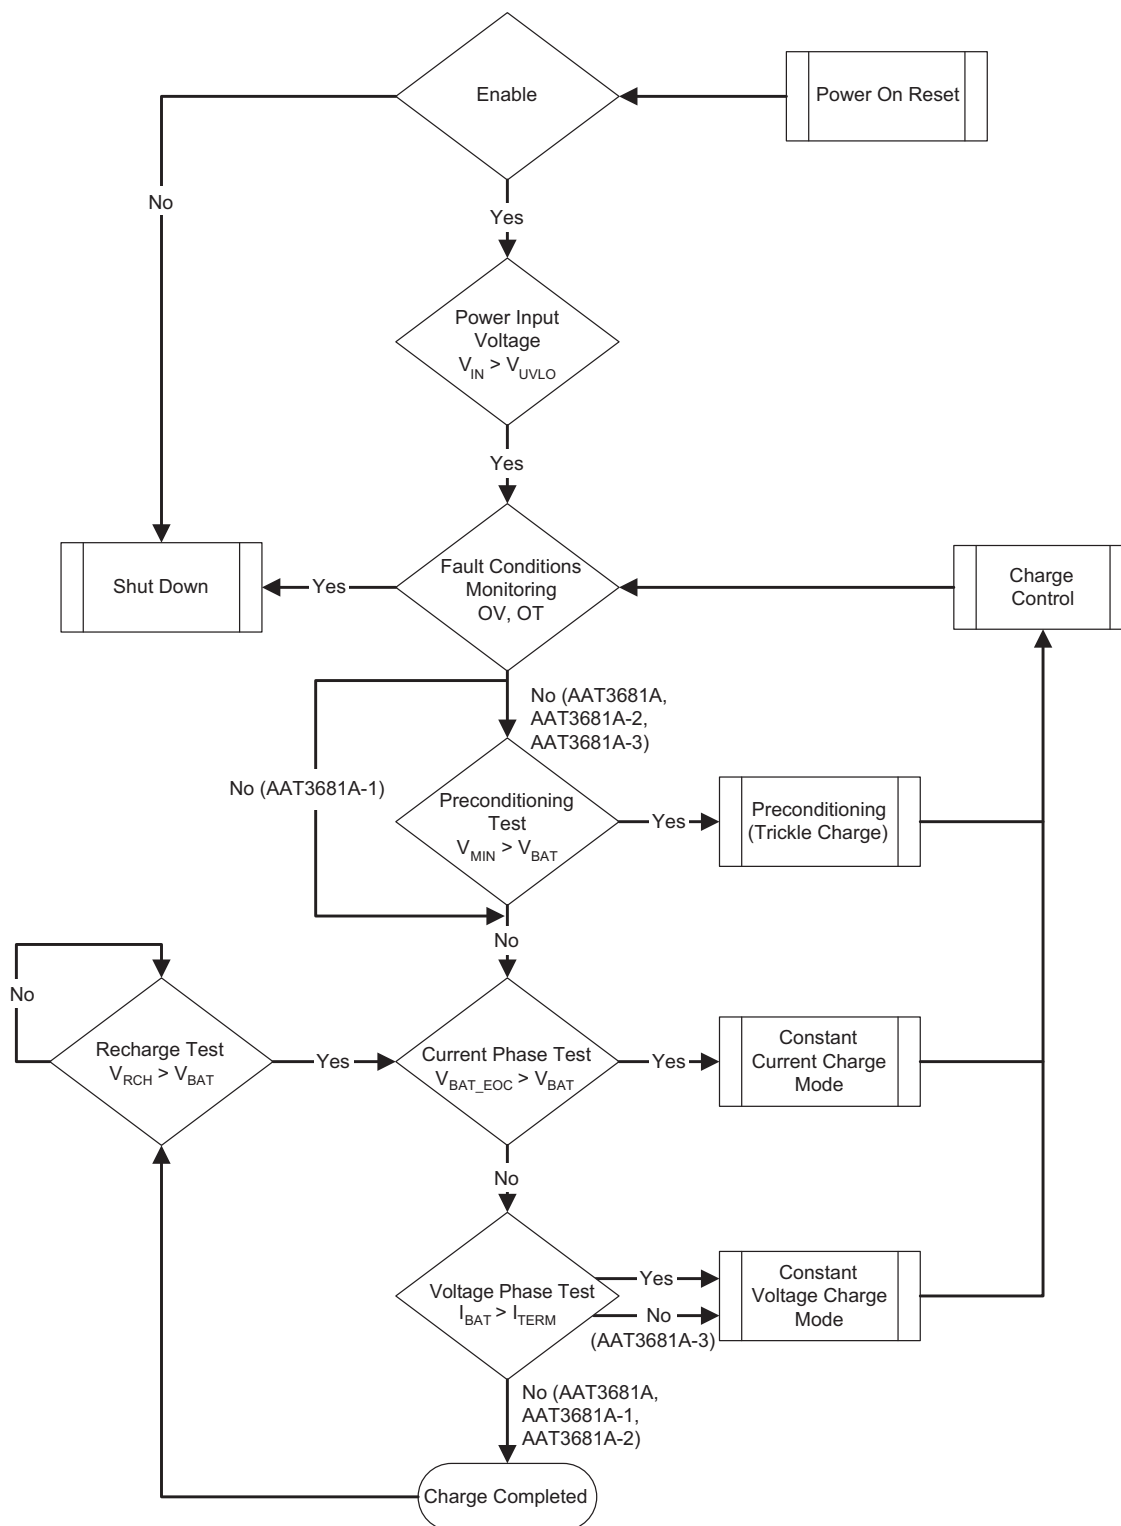 Enable
Power On Reset
No
Yes
Power Input
Voltage
V_IN > V_UVLO
Yes
Fault Conditions
Monitoring
OV, OT
Yes
Shut Down
Charge
Control
No (AAT3681A,
AAT3681A-2,
AAT3681A-3)
No (AAT3681A-1)
Preconditioning
Test
V_MIN > V_BAT
Yes
Preconditioning
(Trickle Charge)
No
No
Recharge Test
V_RCH > V_BAT
Yes
Current Phase Test
V_BAT_EOC > V_BAT
Yes
Constant
Current Charge
Mode
No
Voltage Phase Test
I_BAT > I_TERM
Yes
No
(AAT3681A-3)
Constant
Voltage Charge
Mode
No (AAT3681A,
AAT3681A-1,
AAT3681A-2)
Charge Completed